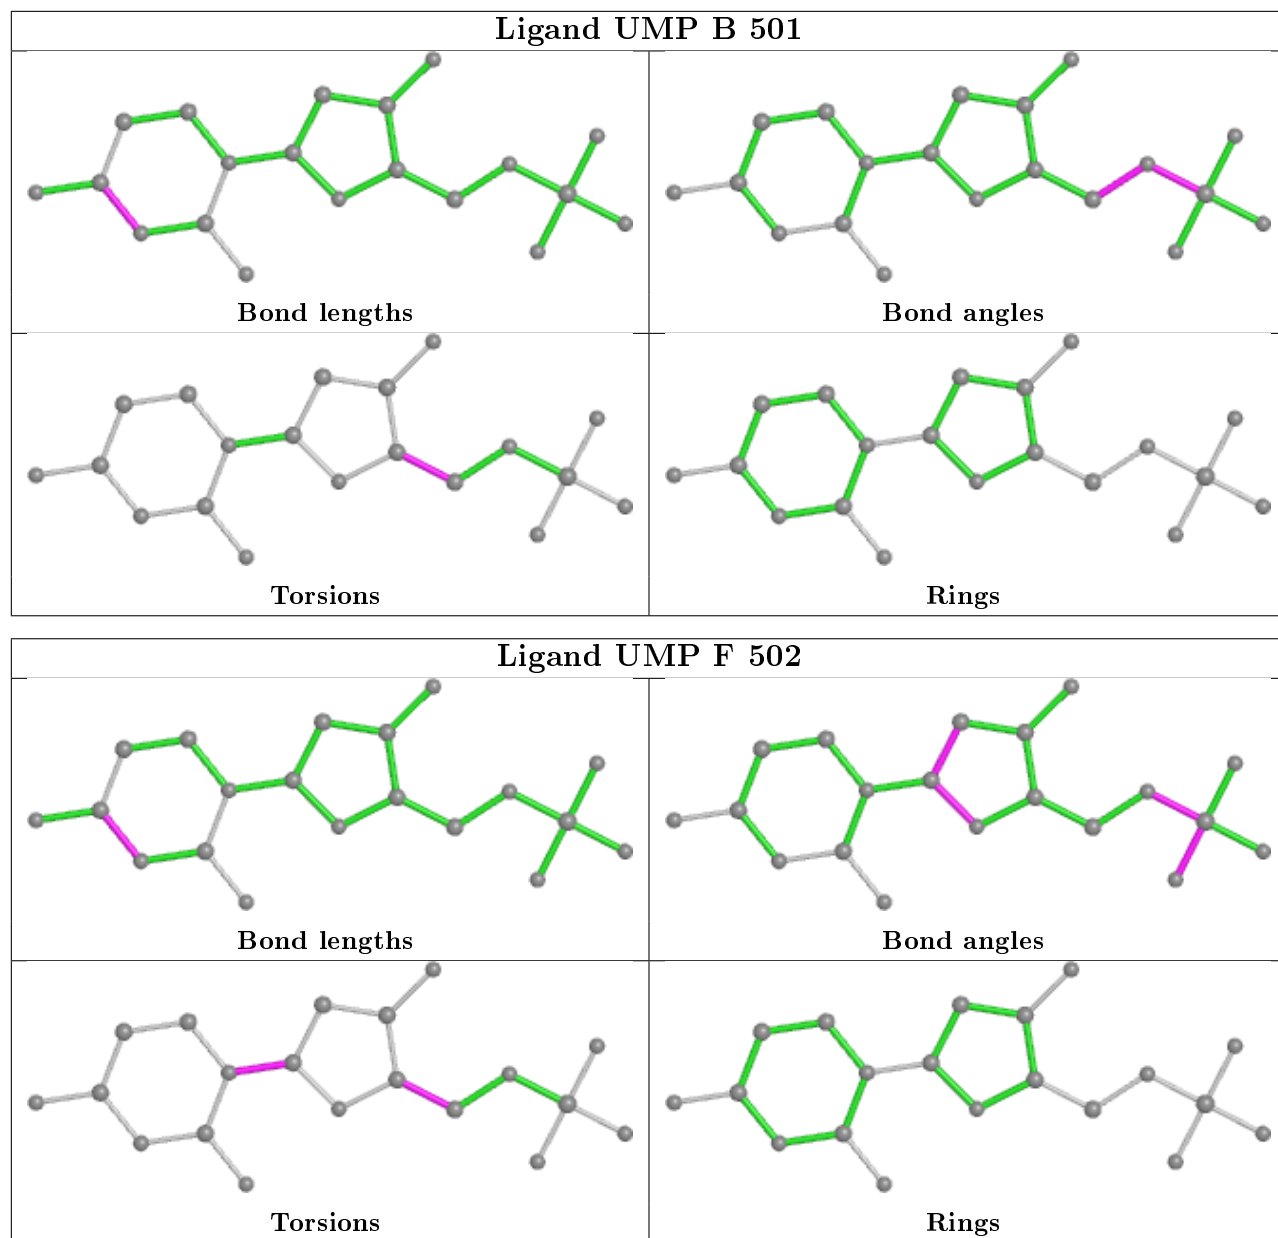 Ligand UMP B 501
Bond lengths
Bond angles
Torsions
Rings
Ligand UMP F 502
Bond lengths
Bond angles
Torsions
Rings